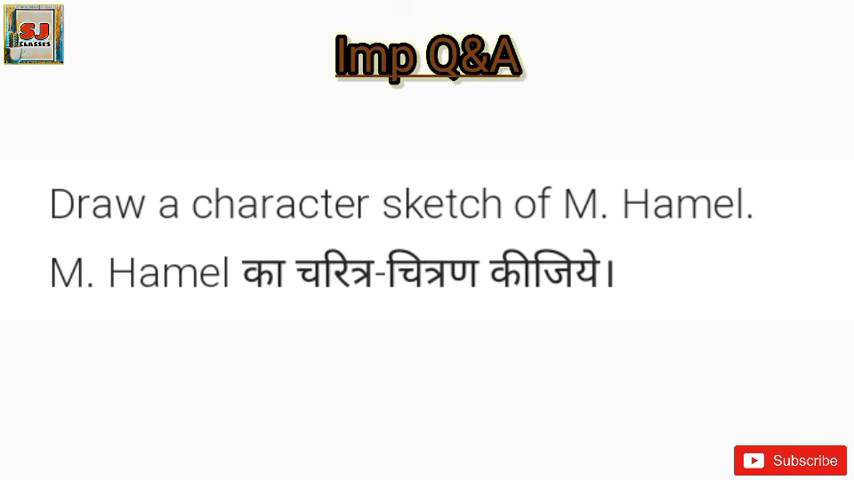 SJ
CLASSES
Imp Q&A
Draw a character sketch of M. Hamel.
M. Hamel का चरित्र-चित्रण कीजिये।
Subscribe